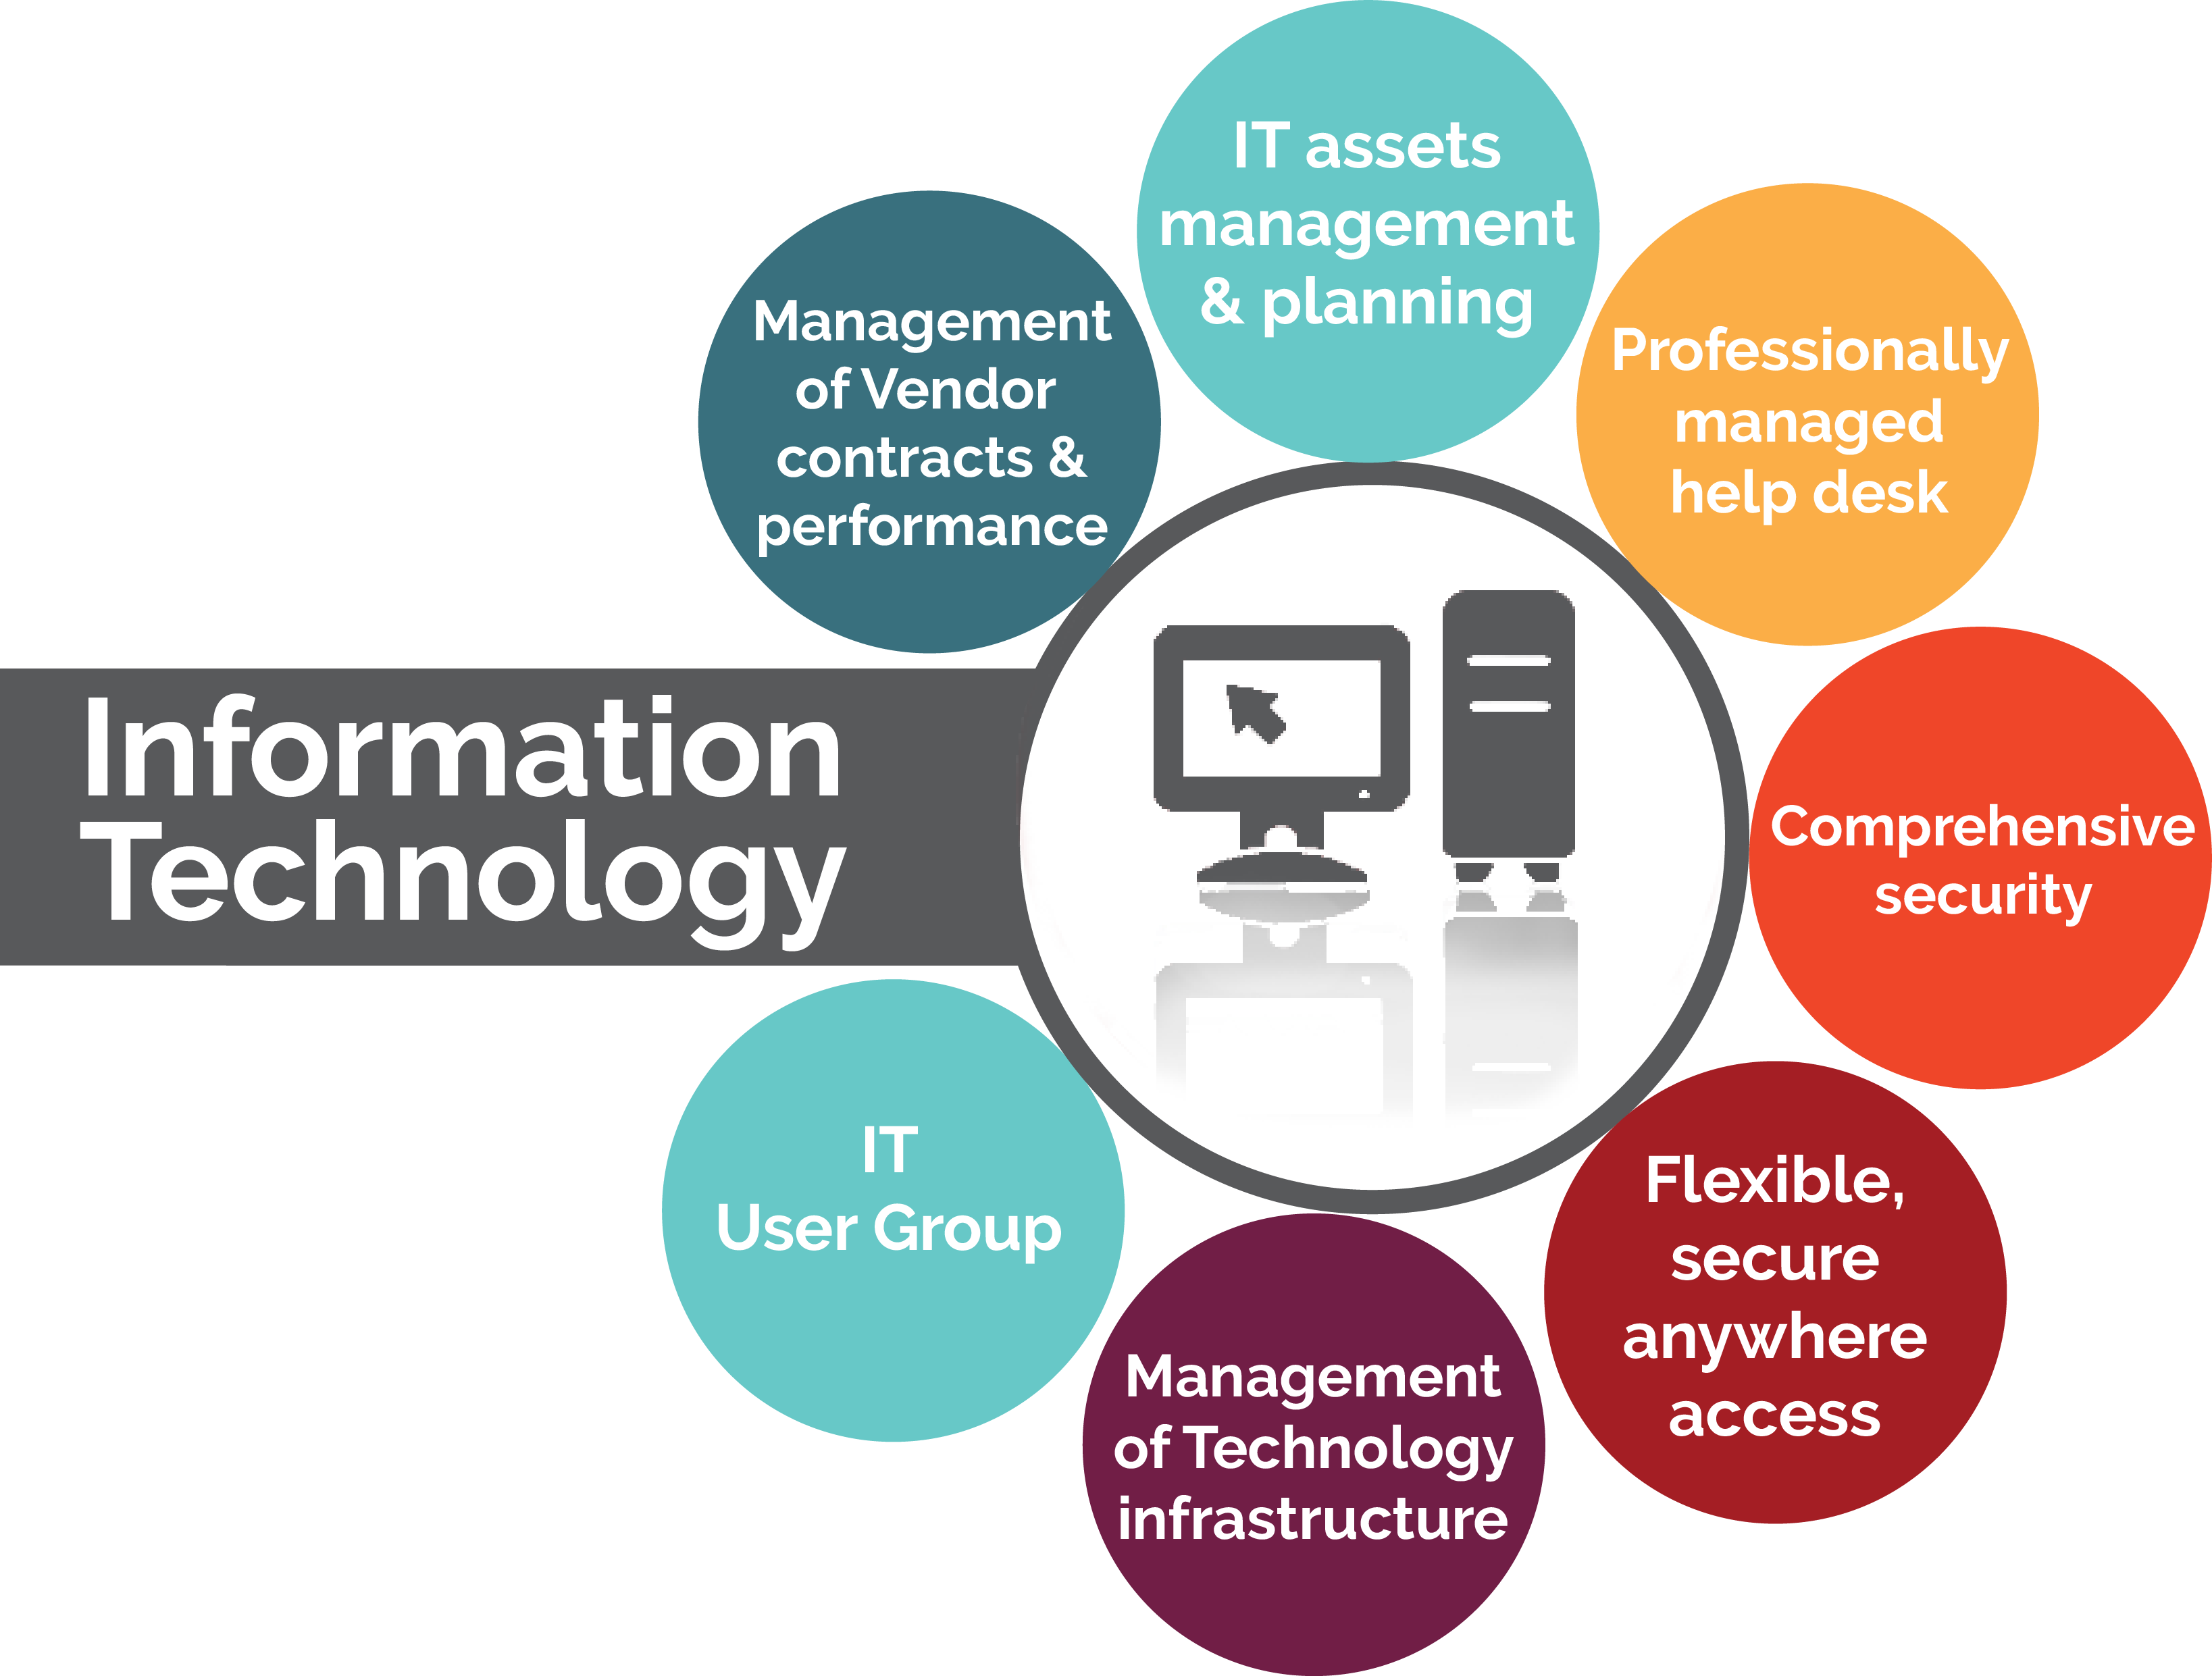 Information
Technology
Management
of Vendor
contracts &
performance
IT assets
management
& planning
Professionally
managed
help desk
Comprehensive
security
Flexible,
secure
anywhere
access
Management
of Technology
infrastructure
IT
User Group